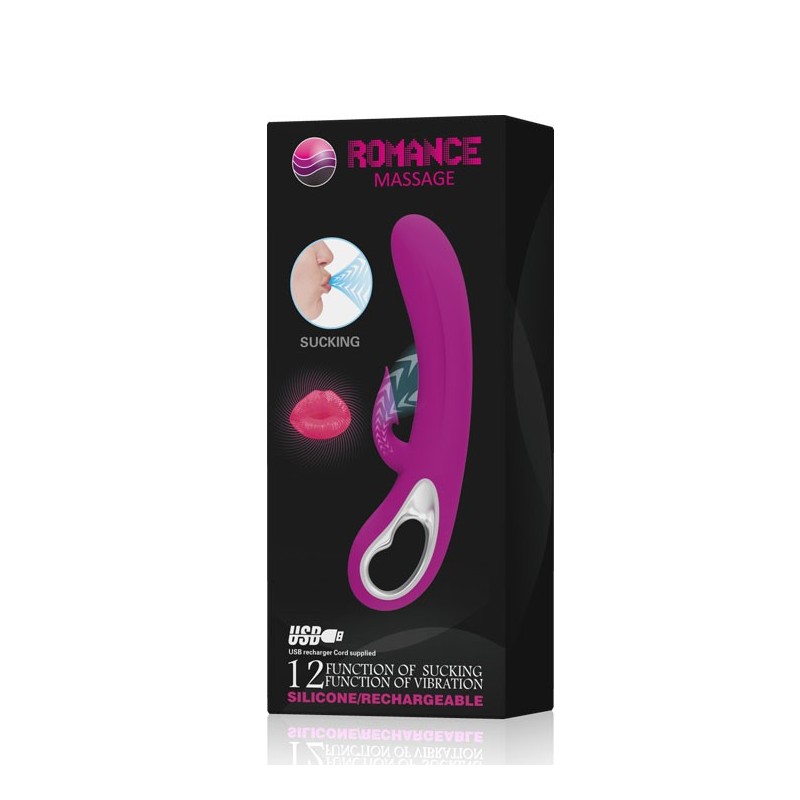 ROMANCE
MASSAGE
SUCKING
USB
USB recharger Cord supplied
12 FUNCTION OF SUCKING
FUNCTION OF VIBRATION
SILICONE/RECHARGEABLE